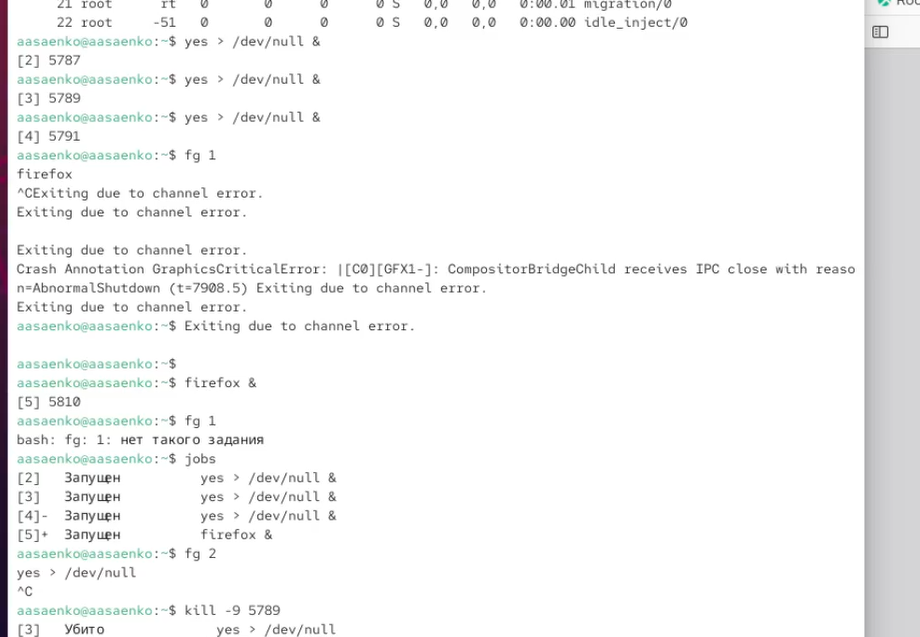 21 root      rt   0       0      0      0 S   0,0   0,0   0:00.01 migration/0
22 root     -51   0       0      0      0 S   0,0   0,0   0:00.00 idle_inject/0
aasaenko@aasaenko:~$ yes > /dev/null &
[2] 5787
aasaenko@aasaenko:~$ yes > /dev/null &
[3] 5789
aasaenko@aasaenko:~$ yes > /dev/null &
[4] 5791
aasaenko@aasaenko:~$ fg 1
firefox
^CExiting due to channel error.
Exiting due to channel error.
Exiting due to channel error.
Crash Annotation GraphicsCriticalError: |[C0][GFX1-]: CompositorBridgeChild receives IPC close with reaso
n=AbnormalShutdown (t=7908.5) Exiting due to channel error.
Exiting due to channel error.
aasaenko@aasaenko:~$ Exiting due to channel error.
aasaenko@aasaenko:~$
aasaenko@aasaenko:~$ firefox &
[5] 5810
aasaenko@aasaenko:~$ fg 1
bash: fg: 1: нет такого задания
aasaenko@aasaenko:~$ jobs
[2]   Запущен          yes > /dev/null &
[3]   Запущен          yes > /dev/null &
[4]-  Запущен          yes > /dev/null &
[5]+  Запущен          firefox &
aasaenko@aasaenko:~$ fg 2
yes > /dev/null
^C
aasaenko@aasaenko:~$ kill -9 5789
[3]   Убито              yes > /dev/null